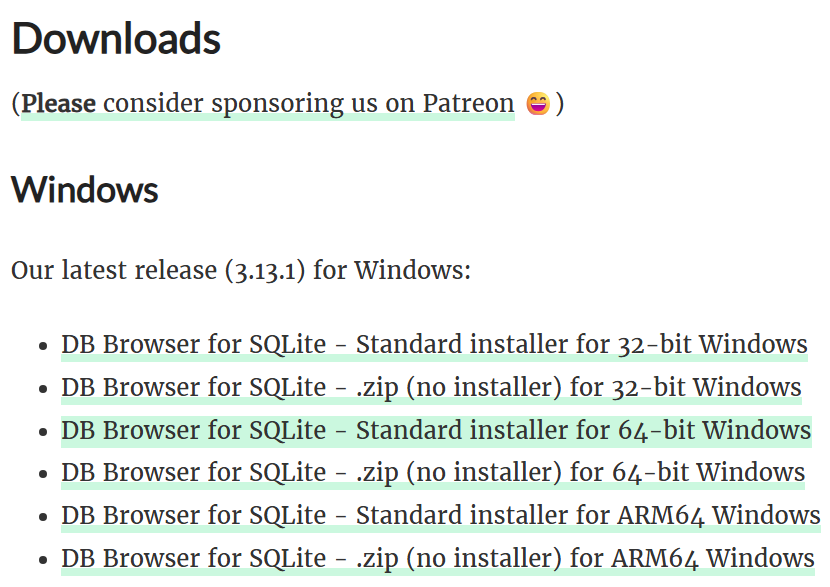 Downloads
(Please consider sponsoring us on Patreon 😄 )
Windows
Our latest release (3.13.1) for Windows:
• DB Browser for SQLite - Standard installer for 32-bit Windows
• DB Browser for SQLite - .zip (no installer) for 32-bit Windows
• DB Browser for SQLite - Standard installer for 64-bit Windows
• DB Browser for SQLite - .zip (no installer) for 64-bit Windows
• DB Browser for SQLite - Standard installer for ARM64 Windows
• DB Browser for SQLite - .zip (no installer) for ARM64 Windows